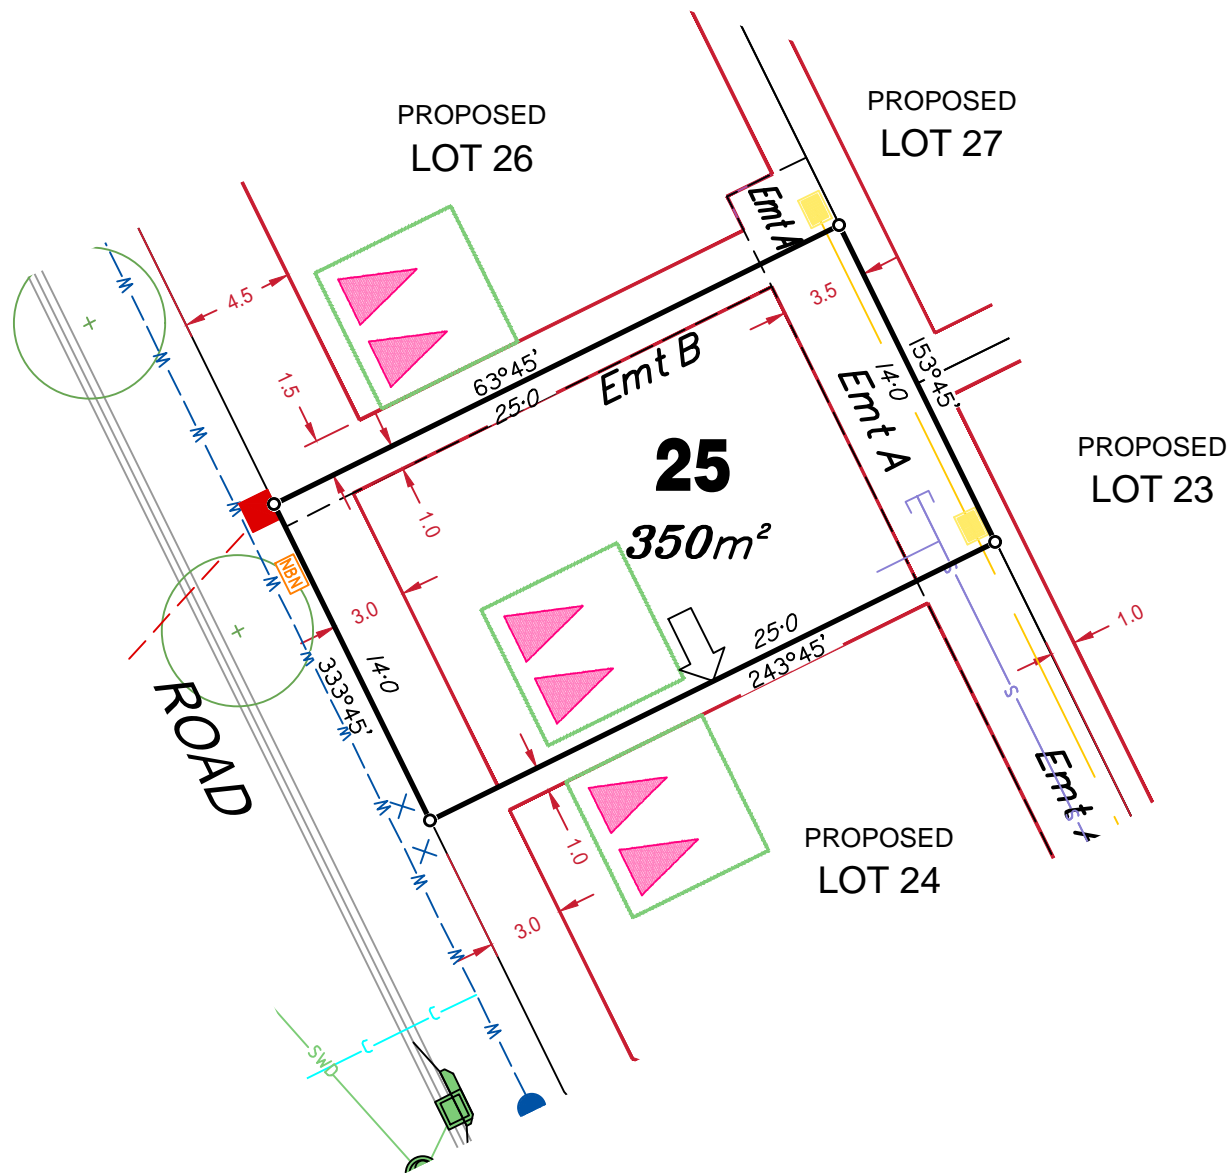 PROPOSED
LOT 26
PROPOSED
LOT 27
Emt A
W
4.5
3.5
1.5
63°45'
25·0
Emt B
153°45'
14·0
Emt A
W
W
25
350m²
PROPOSED
LOT 23
W
1.0
NBN
W
3.0
W
14·0
333°45'
W
25·0
243°45'
1.0
S
S
ROAD
W
Emt A
S
1.0
PROPOSED
LOT 24
W
3.0
W
C
C
W
SWD